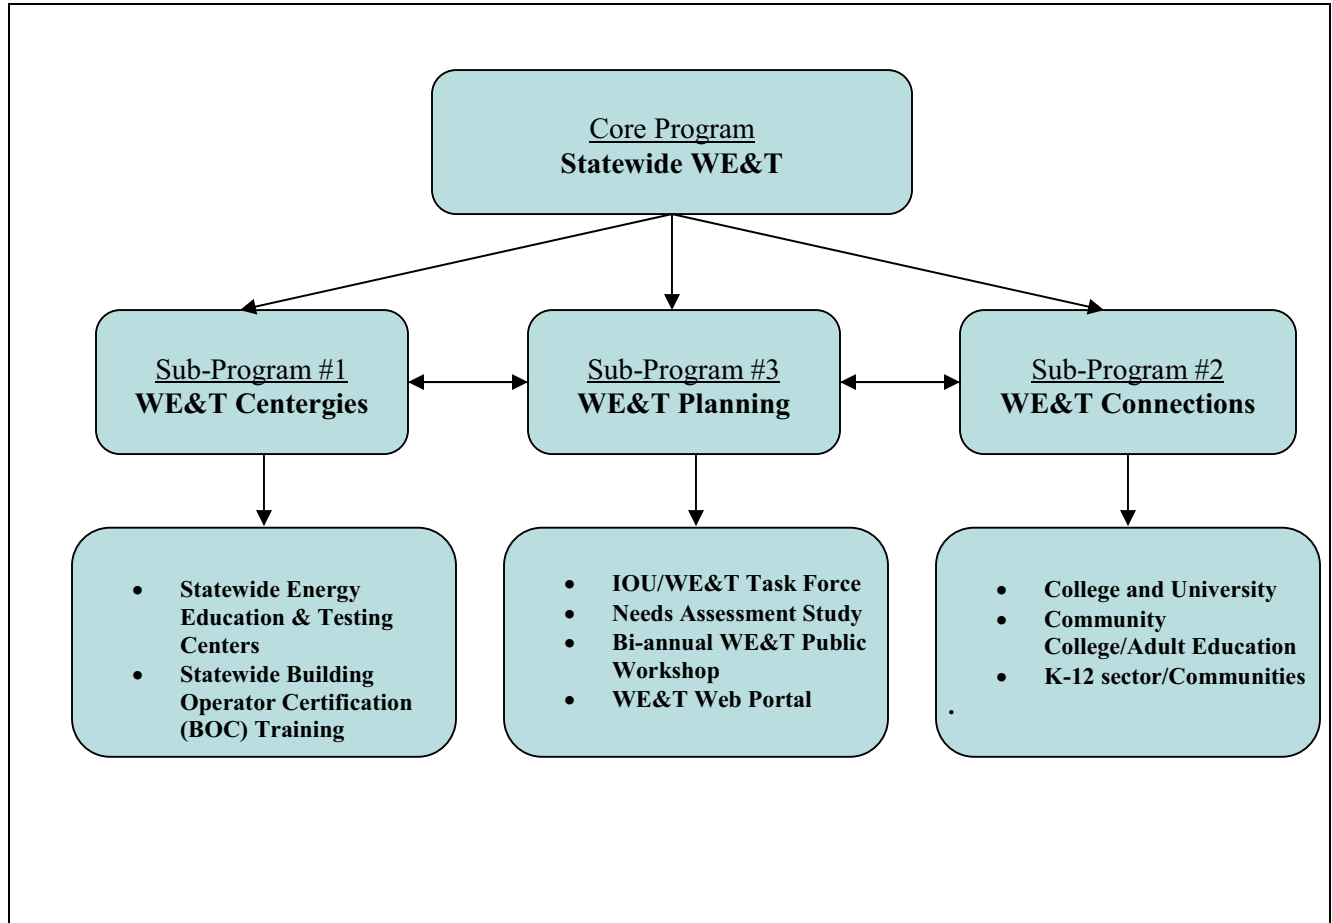 Core Program
Statewide WE&T
Sub-Program #1
WE&T Centergies
Sub-Program #3
WE&T Planning
Sub-Program #2
WE&T Connections
• Statewide Energy
Education & Testing
Centers
• Statewide Building
Operator Certification
(BOC) Training
• IOU/WE&T Task Force
• Needs Assessment Study
• Bi-annual WE&T Public
Workshop
• WE&T Web Portal
• College and University
• Community
College/Adult Education
• K-12 sector/Communities
.